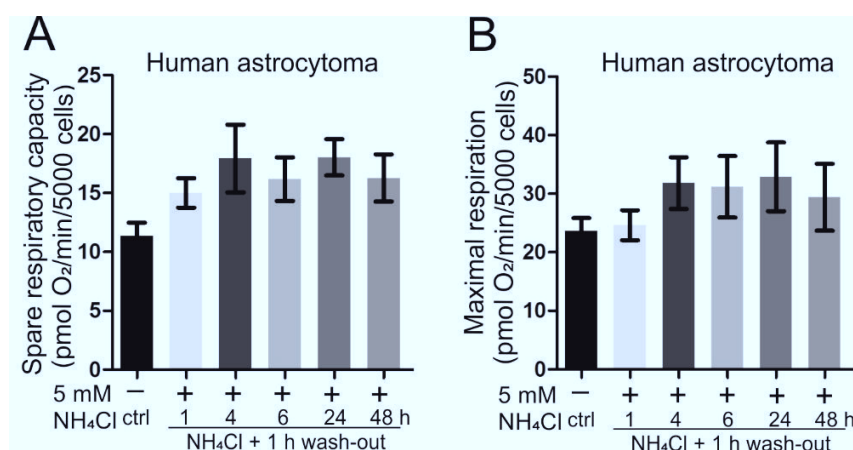 A
Human astrocytoma
Spare respiratory capacity
(pmol O₂/min/5000 cells)
25
20
15
10
5
0
5 mM − + + + + +
NH₄Cl ctrl 1 4 6 24 48 h
NH₄Cl + 1 h wash-out
B
Human astrocytoma
Maximal respiration
(pmol O₂/min/5000 cells)
50
40
30
20
10
0
5 mM − + + + + +
NH₄Cl ctrl 1 4 6 24 48 h
NH₄Cl + 1 h wash-out